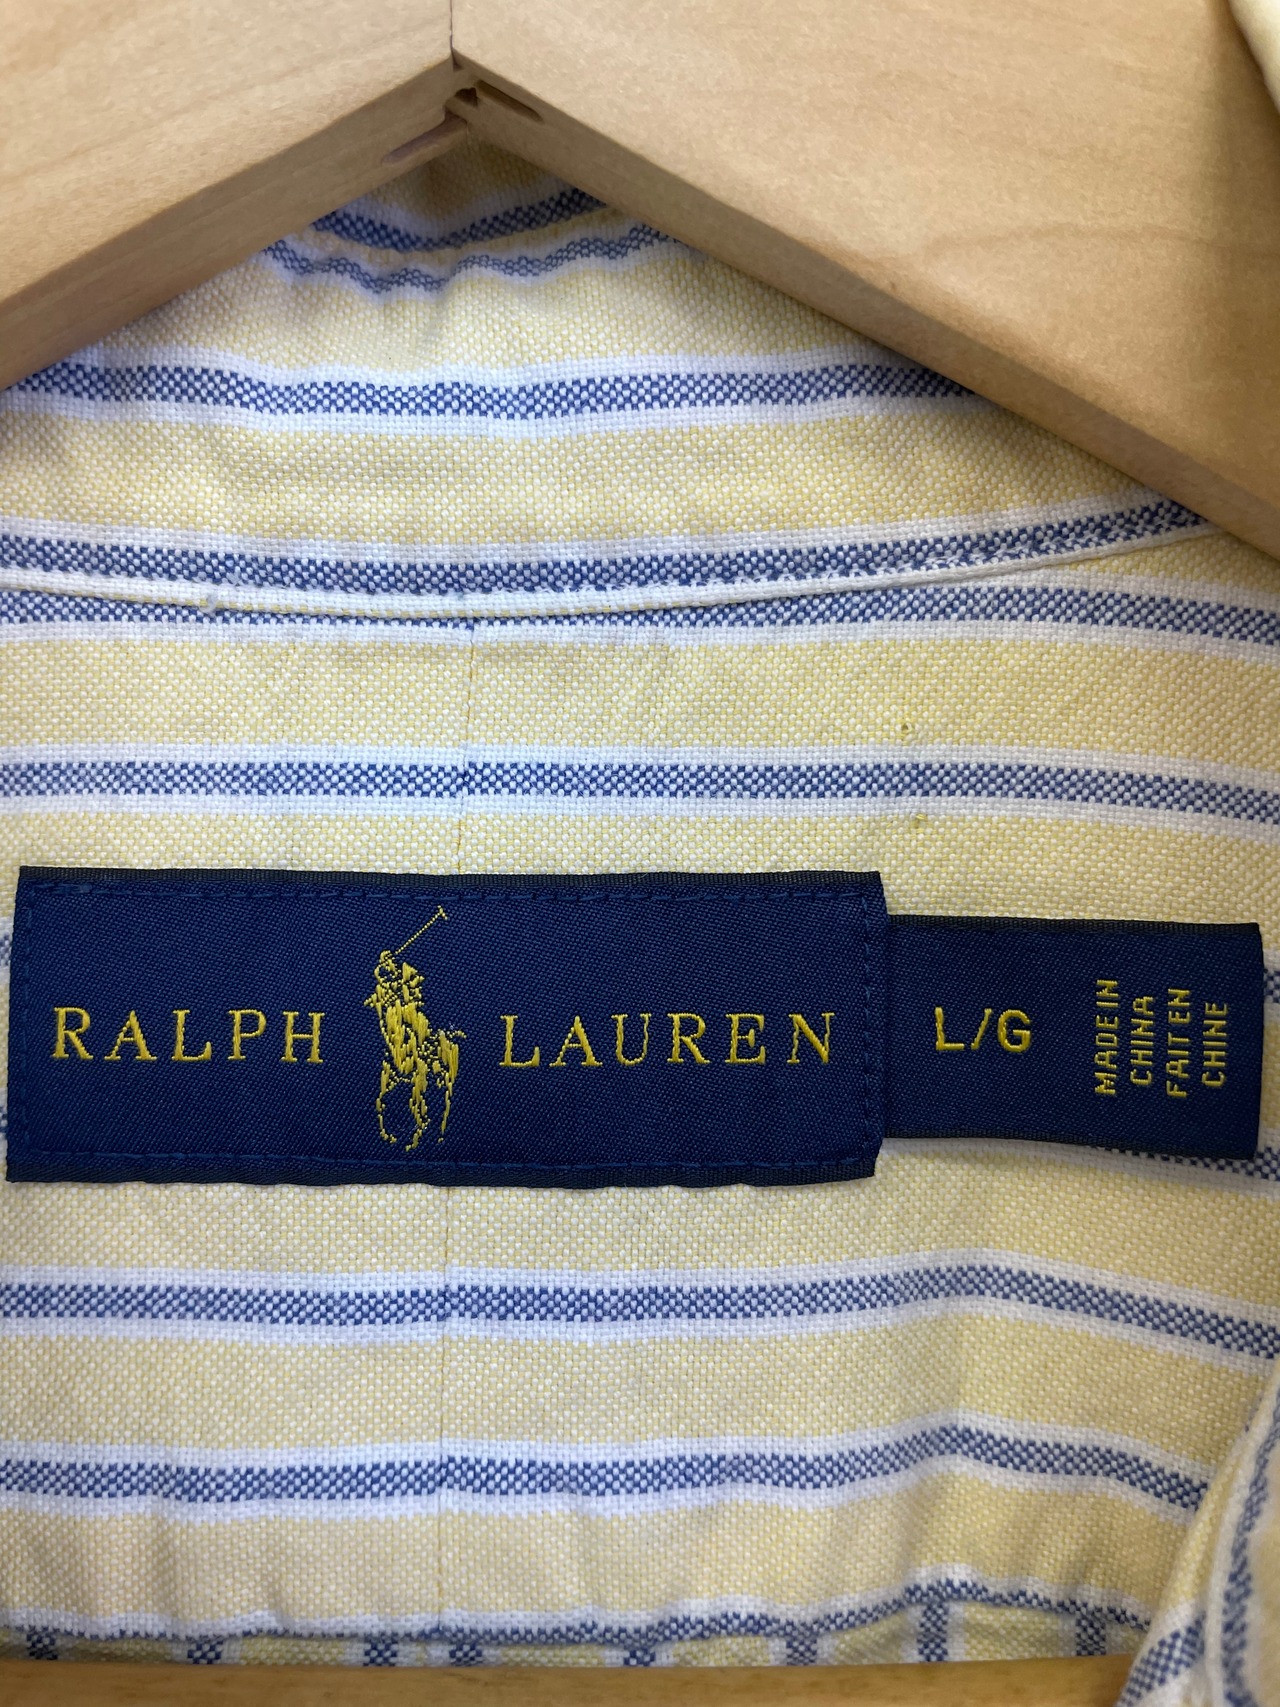 RALPH LAUREN
L/G
MADE IN
CHINA
FAIT EN
CHINE